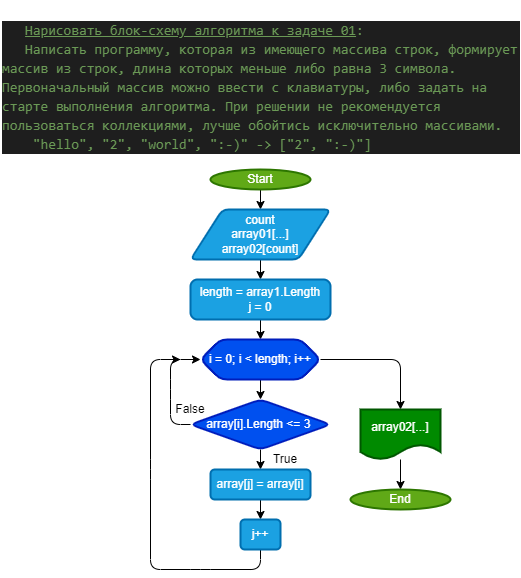 Нарисовать блок-схему алгоритма к задаче 01:
Написать программу, которая из имеющего массива строк, формирует
массив из строк, длина которых меньше либо равна 3 символа.
Первоначальный массив можно ввести с клавиатуры, либо задать на
старте выполнения алгоритма. При решении не рекомендуется
пользоваться коллекциями, лучше обойтись исключительно массивами.
"hello", "2", "world", ":-)" -> ["2", ":-)"]
Start
count
array01[...]
array02[count]
length = array1.Length
j = 0
i = 0; i < length; i++
False
array[i].Length <= 3
array02[...]
True
array[j] = array[i]
End
j++